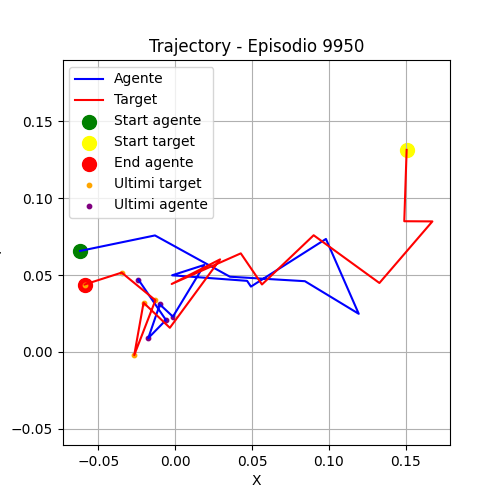 Trajectory - Episodio 9950
Agente
Target
Start agente
Start target
End agente
Ultimi target
Ultimi agente
0.15
0.10
0.05
0.00
−0.05
−0.05
0.00
0.05
0.10
0.15
X